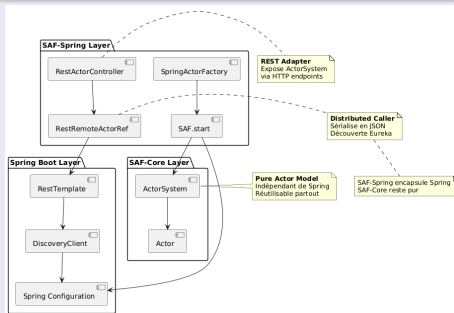 SAF-Spring Layer
RestActorController
SpringActorFactory
REST Adapter
Expose ActorSystem
via HTTP endpoints
RestRemoteActorRef
SAF.start
Distributed Caller
Sérialise en JSON
Découverte Eureka
Spring Boot Layer
SAF-Core Layer
RestTemplate
ActorSystem
Pure Actor Model
Indépendant de Spring
Réutilisable partout
SAF-Spring encapsule Spring
SAF-Core reste pur
DiscoveryClient
Actor
Spring Configuration